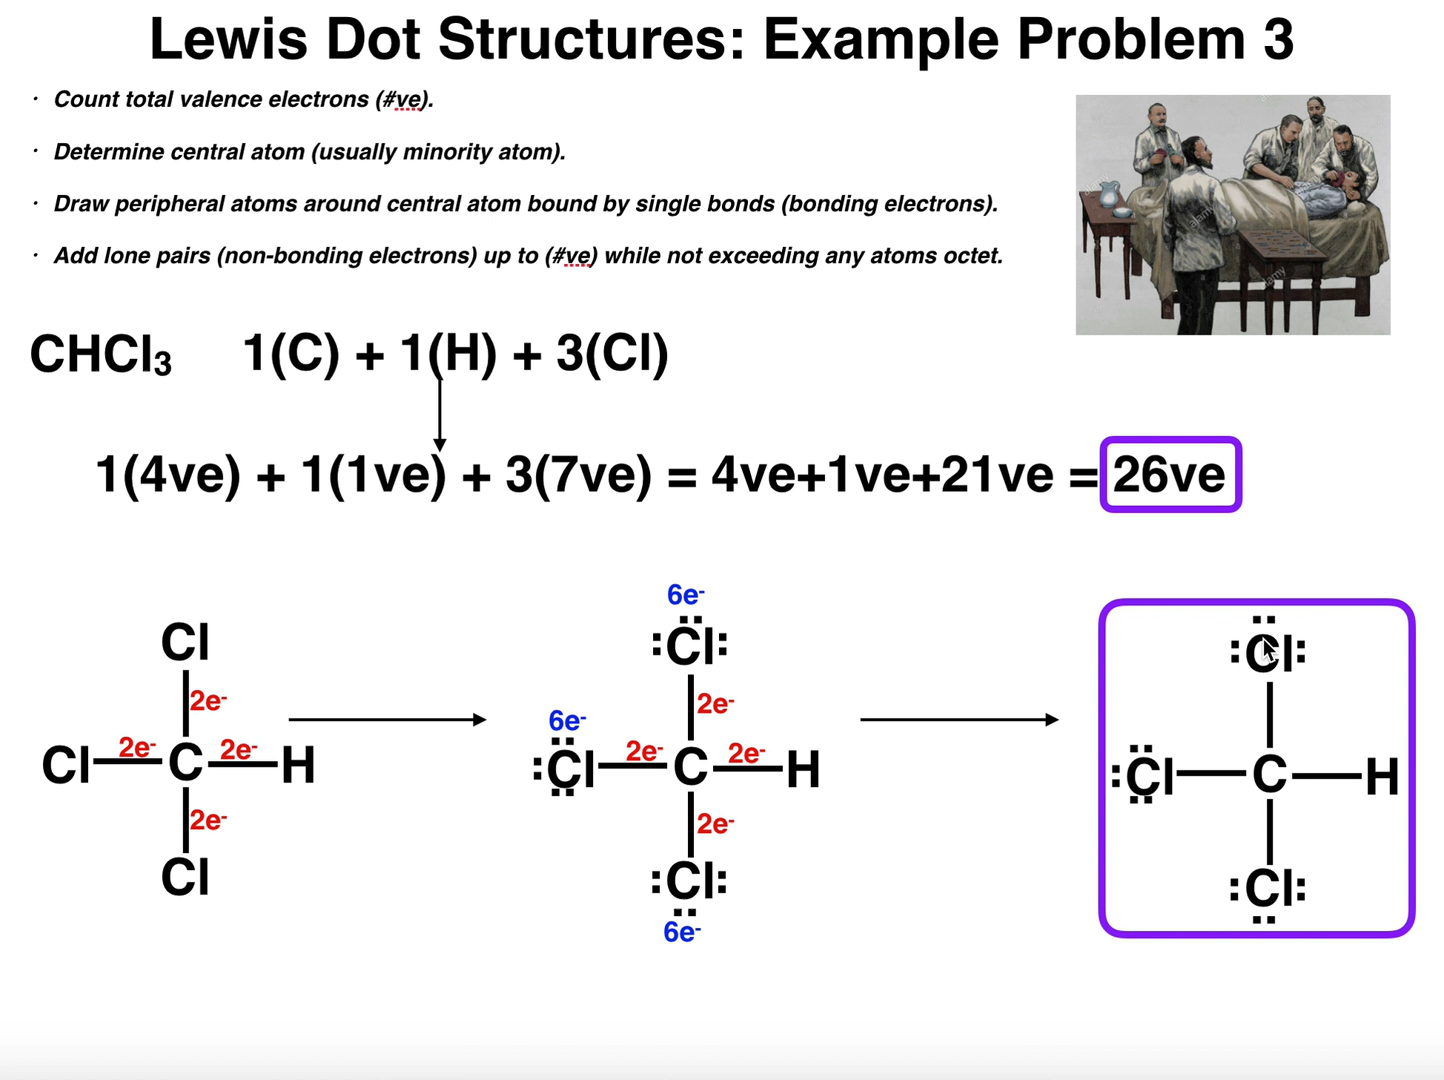 Lewis Dot Structures: Example Problem 3
· Count total valence electrons (#ve).
· Determine central atom (usually minority atom).
· Draw peripheral atoms around central atom bound by single bonds (bonding electrons).
· Add lone pairs (non-bonding electrons) up to (#ve) while not exceeding any atoms octet.
alamy
alamy
CHCl₃ 1(C) + 1(H) + 3(Cl)
1(4ve) + 1(1ve) + 3(7ve) = 4ve+1ve+21ve = 26ve
Cl
2e⁻
Cl 2e⁻ C 2e⁻ H
2e⁻
Cl
6e⁻
:Cl:
2e⁻
6e⁻
:Cl 2e⁻ C 2e⁻ H
2e⁻
:Cl:
6e⁻
:Cl:
:Cl C H
:Cl: